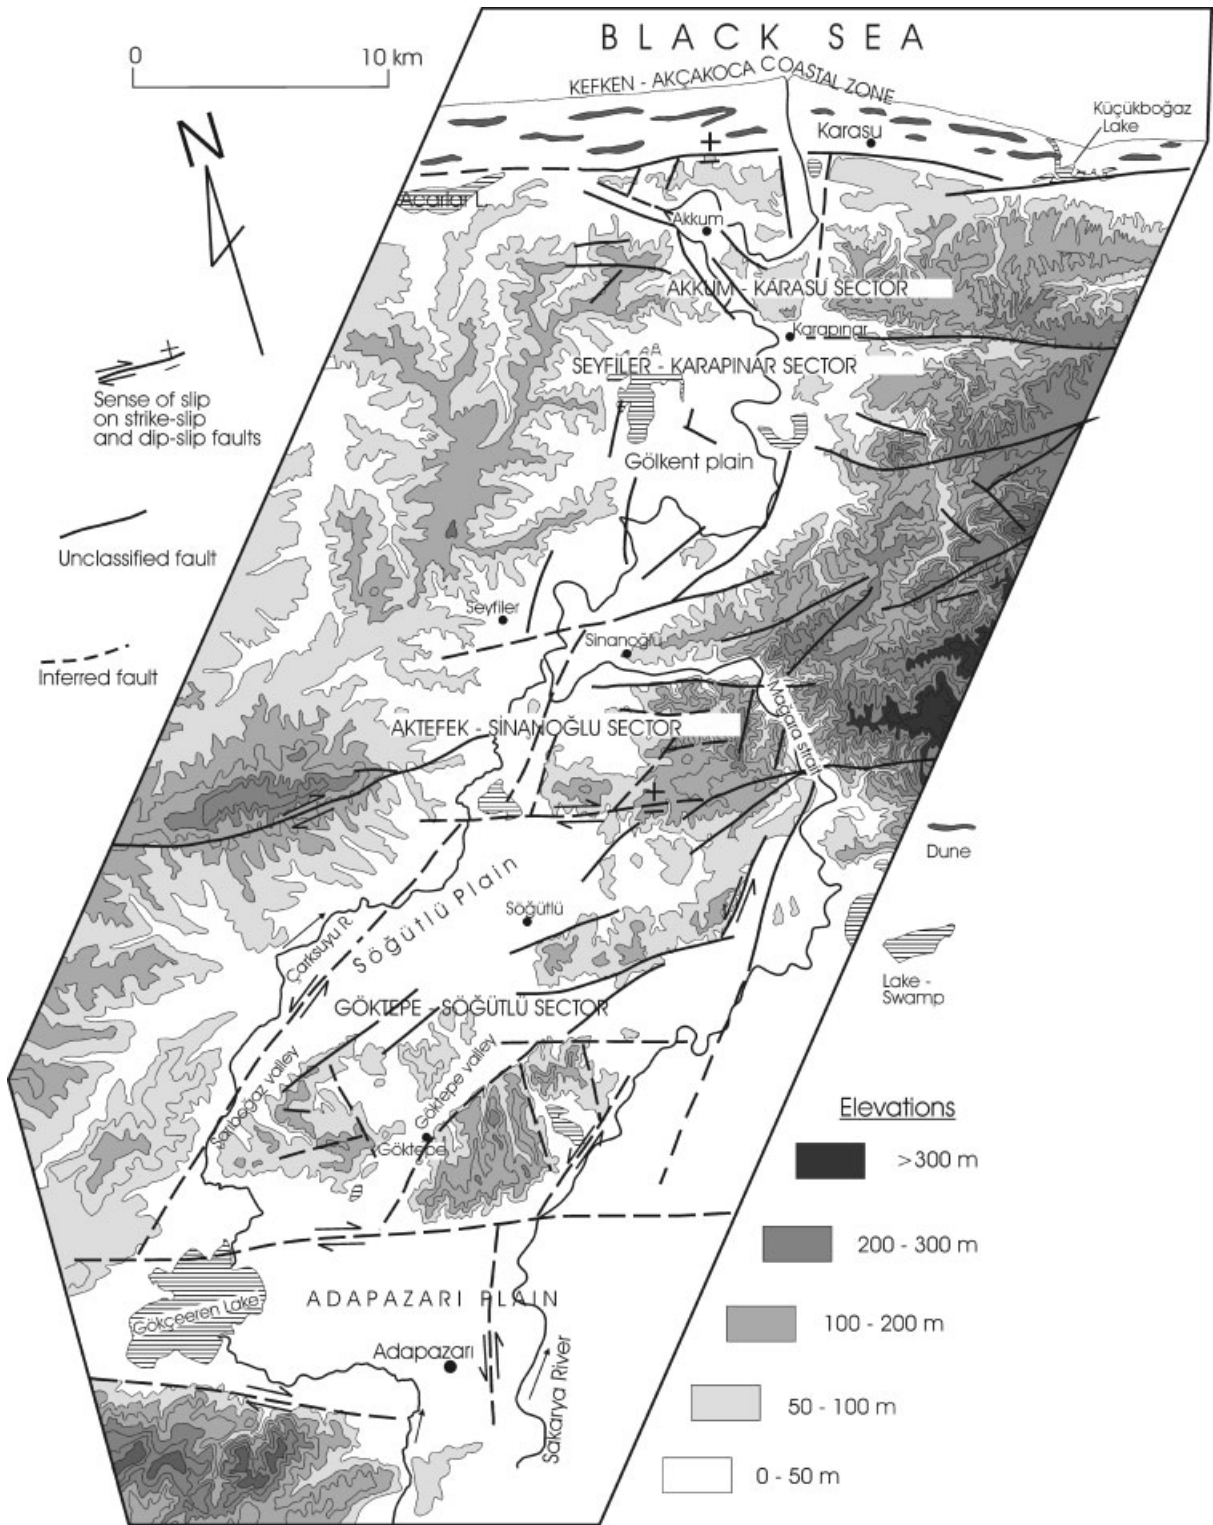 BLACK SEA
0 10 km
KEFKEN - AKÇAKOCA COASTAL ZONE
Küçükboğaz
Lake
Karasu
N
Acarlar L.
Akkum
AKKUM - KARASU SECTOR
Karapınar
SEYFİLER - KARAPINAR SECTOR
Sense of slip
on strike-slip
and dip-slip faults
Gölkent plain
Unclassified fault
Seyfiler
Sinanoğlu
Inferred fault
Mağara strait
AKTEFEK - SİNANOĞLU SECTOR
Dune
Söğütlü Plain
Söğütlü
Çarksuyu R.
Lake -
Swamp
GÖKTEPE - SÖĞÜTLÜ SECTOR
Sarıboğaz valley
Göktepe valley
Göktepe
Elevations
>300 m
200 - 300 m
ADAPAZARI PLAIN
Gökçeeren Lake
100 - 200 m
Adapazarı
Sakarya River
50 - 100 m
0 - 50 m